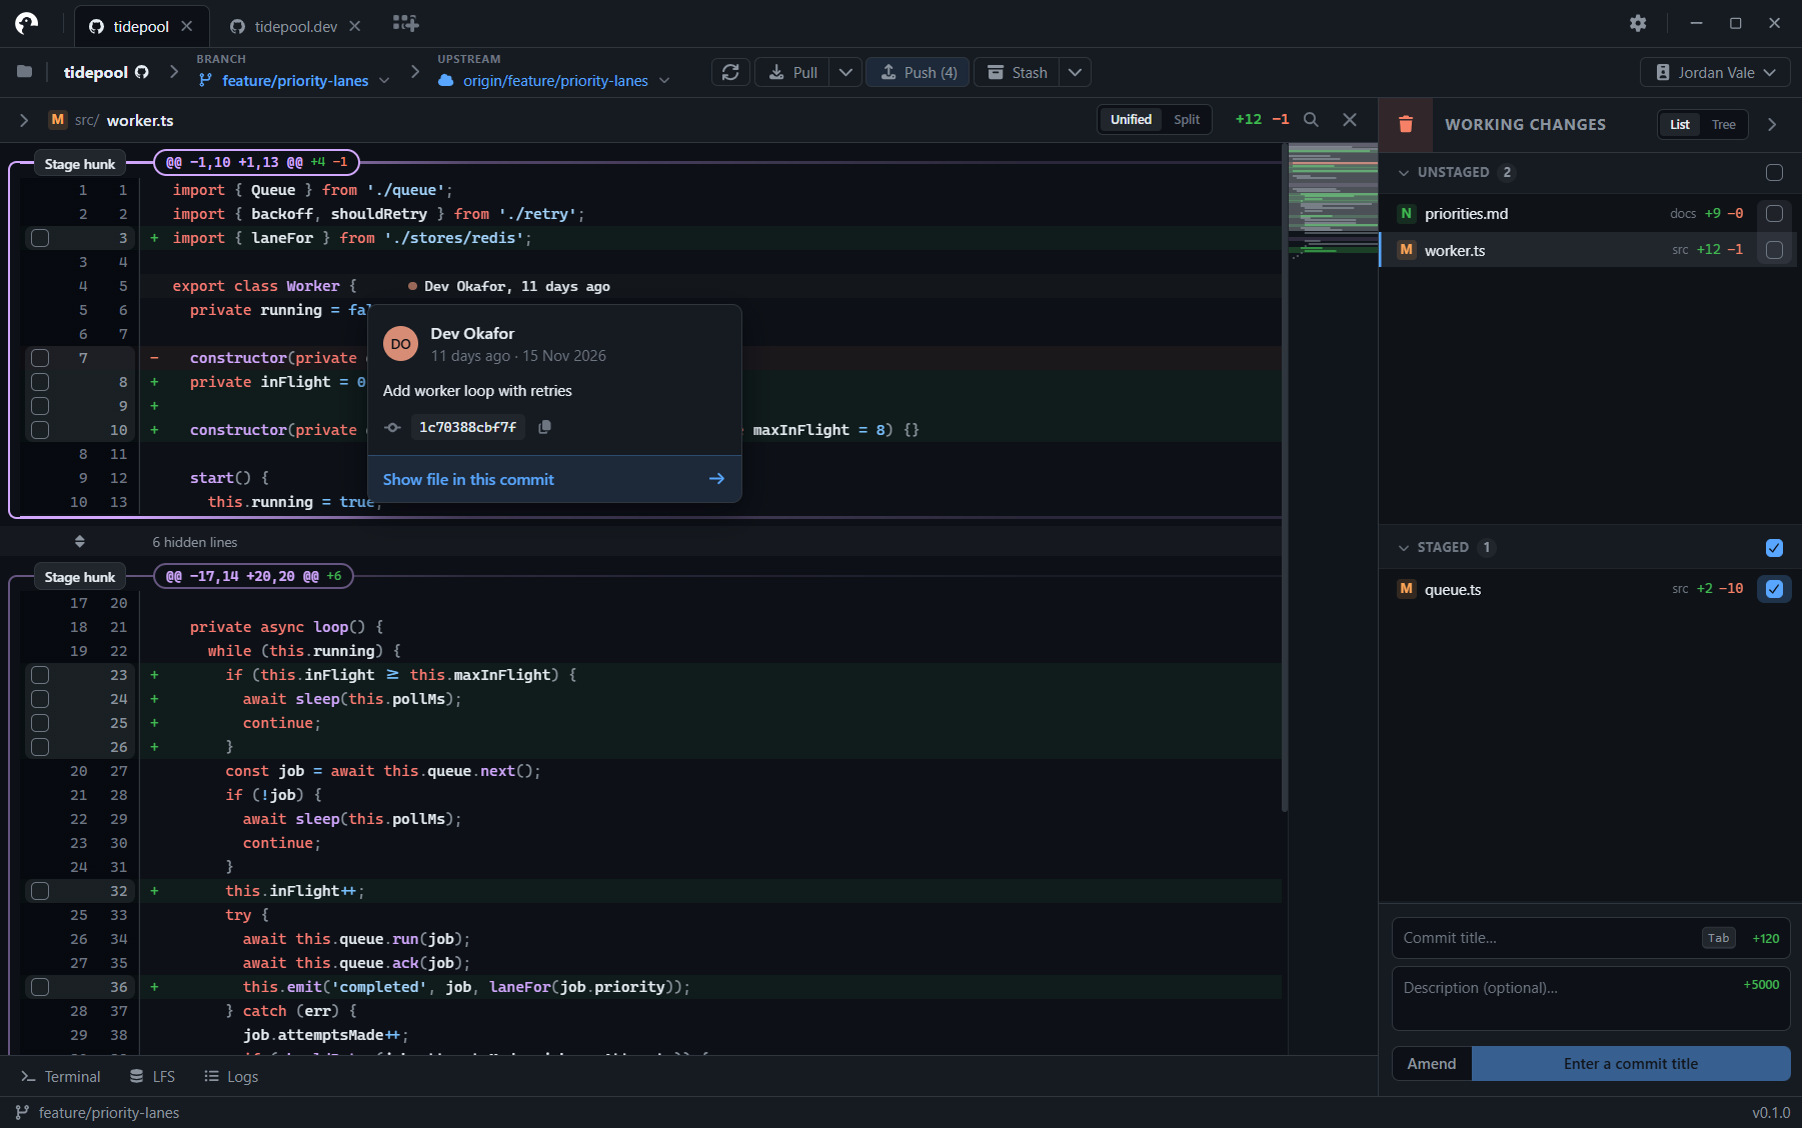 tidepool
tidepool.dev
tidepool
BRANCH
feature/priority-lanes
UPSTREAM
origin/feature/priority-lanes
Pull
Push (4)
Stash
Jordan Vale
M src/ worker.ts
Unified
Split
+12 −1
WORKING CHANGES
List
Tree
Stage hunk
@@ −1,10 +1,13 @@ +4 −1
1 1 import { Queue } from './queue';
2 2 import { backoff, shouldRetry } from './retry';
3 + import { laneFor } from './stores/redis';
3 4
4 5 export class Worker { Dev Okafor, 11 days ago
5 6 private running = fal
6 7
7 − constructor(private
8 + private inFlight = 0
9 +
10 + constructor(private maxInFlight = 8) {}
8 11
9 12 start() {
10 13 this.running = true;
DO
Dev Okafor
11 days ago · 15 Nov 2026
Add worker loop with retries
1c70388cbf7f
Show file in this commit
6 hidden lines
Stage hunk
@@ −17,14 +20,20 @@ +6
17 20
18 21 private async loop() {
19 22 while (this.running) {
23 + if (this.inFlight ≥ this.maxInFlight) {
24 + await sleep(this.pollMs);
25 + continue;
26 + }
20 27 const job = await this.queue.next();
21 28 if (!job) {
22 29 await sleep(this.pollMs);
23 30 continue;
24 31 }
32 + this.inFlight++;
25 33 try {
26 34 await this.queue.run(job);
27 35 await this.queue.ack(job);
36 + this.emit('completed', job, laneFor(job.priority));
28 37 } catch (err) {
29 38 job.attemptsMade++;
UNSTAGED 2
N priorities.md docs +9 −0
M worker.ts src +12 −1
STAGED 1
M queue.ts src +2 −10
Commit title... Tab +120
Description (optional)... +5000
Amend
Enter a commit title
Terminal
LFS
Logs
feature/priority-lanes
v0.1.0